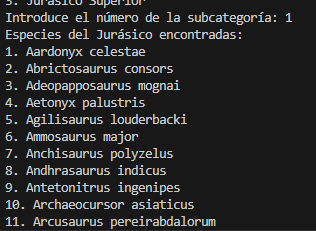 3. Jurásico Superior
Introduce el número de la subcategoría: 1
Especies del Jurásico encontradas:
1. Aardonyx celestae
2. Abrictosaurus consors
3. Adeopapposaurus mognai
4. Aetonyx palustris
5. Agilisaurus louderbacki
6. Ammosaurus major
7. Anchisaurus polyzelus
8. Andhrasaurus indicus
9. Antetonitrus ingenipes
10. Archaeocursor asiaticus
11. Arcusaurus pereirabdalorum